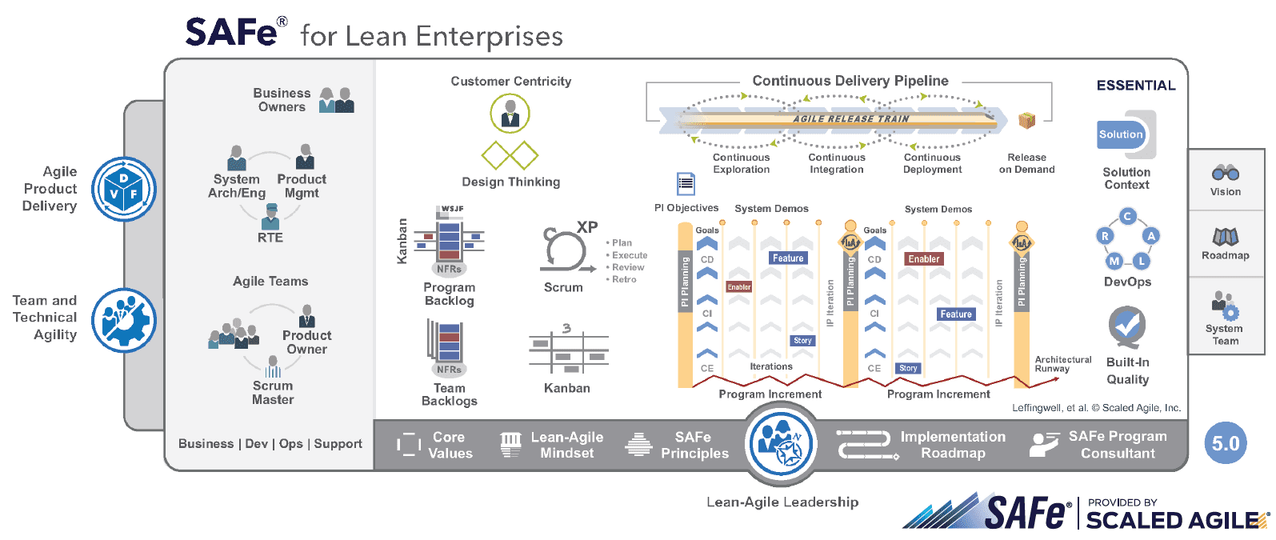 SAFe® for Lean Enterprises
Agile
Product
Delivery
Team and
Technical
Agility
D
V F
Business
Owners
System
Arch/Eng
Product
Mgmt
RTE
Agile Teams
Product
Owner
Scrum
Master
Business | Dev | Ops | Support
Customer Centricity
Design Thinking
Kanban
WSJF
NFRs
Program
Backlog
XP
• Plan
• Execute
• Review
• Retro
Scrum
NFRs
Team
Backlogs
3
Kanban
Continuous Delivery Pipeline
AGILE RELEASE TRAIN
Continuous
Exploration
Continuous
Integration
Continuous
Deployment
Release
on Demand
PI Objectives
System Demos
System Demos
PI Planning
Goals
CD
CI
CE
Enabler
Feature
Story
Iterations
IP Iteration
Program Increment
PI Planning
Goals
CD
CI
CE
Enabler
Feature
Story
IP Iteration
Program Increment
PI Planning
Architectural
Runway
ESSENTIAL
Solution
Solution
Context
C
R A
M L
DevOps
Built-In
Quality
Leffingwell, et al. © Scaled Agile, Inc.
Vision
Roadmap
System
Team
Core
Values
Lean-Agile
Mindset
SAFe
Principles
N
Lean-Agile Leadership
Implementation
Roadmap
SAFe Program
Consultant
5.0
SAFe®
PROVIDED BY
SCALED AGILE®